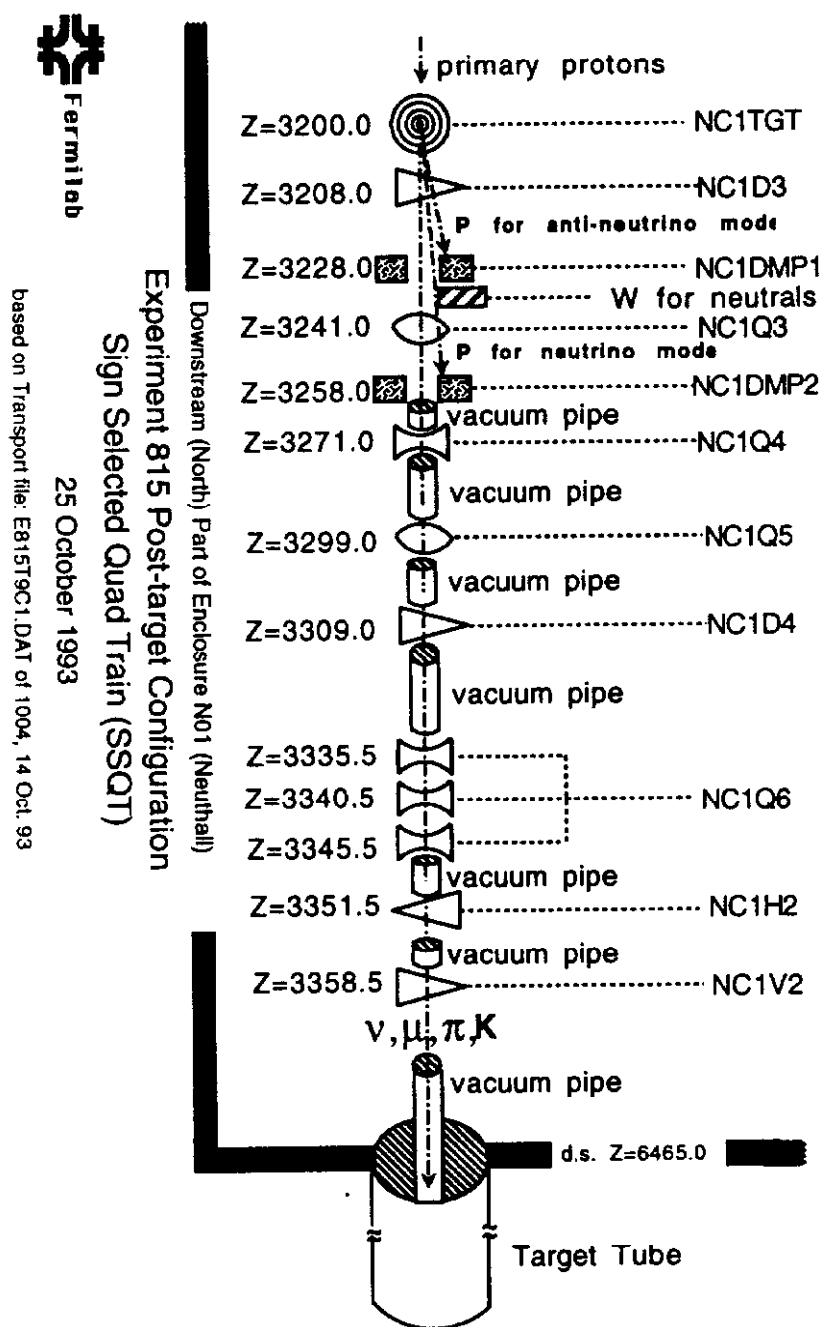 Fermilab
Downstream (North) Part of Enclosure N01 (Neuthall)
Experiment 815 Post-target Configuration
Sign Selected Quad Train (SSQT)
25 October 1993
based on Transport file: E815T9C1.DAT of 1004, 14 Oct. 93
primary protons
Z=3200.0 NC1TGT
Z=3208.0 NC1D3
P for anti-neutrino mode
Z=3228.0 NC1DMP1
W for neutrals
Z=3241.0 NC1Q3
P for neutrino mode
Z=3258.0 NC1DMP2
vacuum pipe
Z=3271.0 NC1Q4
vacuum pipe
Z=3299.0 NC1Q5
vacuum pipe
Z=3309.0 NC1D4
vacuum pipe
Z=3335.5
Z=3340.5 NC1Q6
Z=3345.5
vacuum pipe
Z=3351.5 NC1H2
vacuum pipe
Z=3358.5 NC1V2
ν,μ,π,K
vacuum pipe
d.s. Z=6465.0
Target Tube